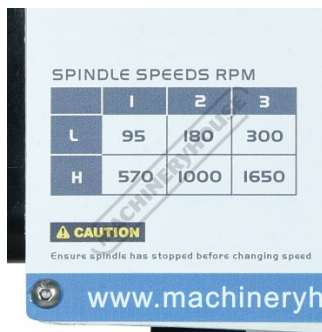 SPINDLE SPEEDS RPM
1 2 3
L 95 180 300
H 570 1000 1650
MACHINERYHOUSE
CAUTION
Ensure spindle has stopped before changing speed
www.machineryh